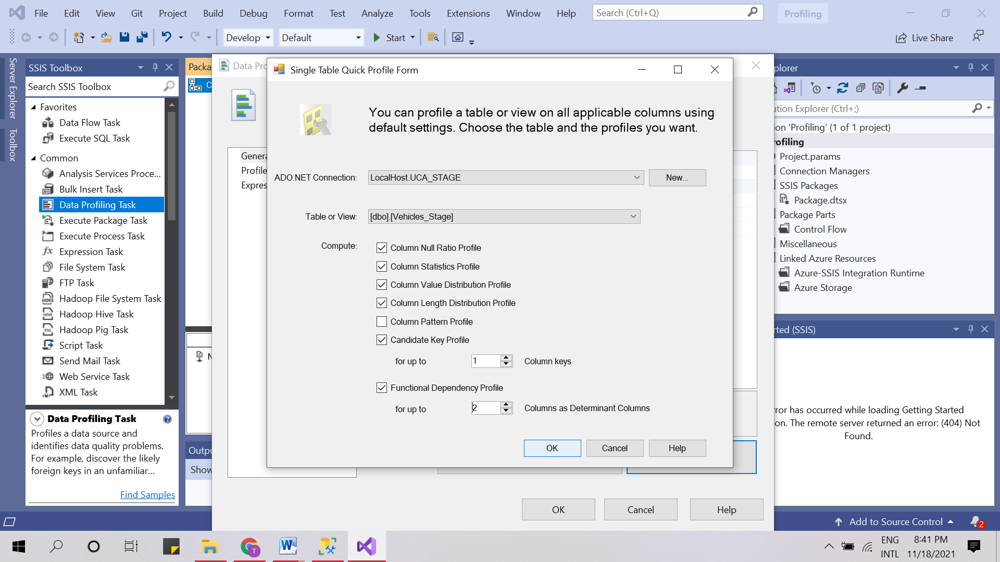 File Edit View Git Project Build Debug Format Test Analyze Tools Extensions Window Help Search (Ctrl+Q) Profiling
Develop Default Start Live Share
Server Explorer
Toolbox
SSIS Toolbox
Search SSIS Toolbox
Favorites
Data Flow Task
Execute SQL Task
Common
Analysis Services Proce...
Bulk Insert Task
Data Profiling Task
Execute Package Task
Execute Process Task
Expression Task
File System Task
FTP Task
Hadoop File System Task
Hadoop Hive Task
Hadoop Pig Task
Script Task
Send Mail Task
Web Service Task
XML Task
Data Profiling Task
Profiles a data source and
identifies data quality problems.
For example, discover the likely
foreign keys in an unfamiliar...
Find Samples
Packa
C
N
Outpu
Show
Data Pro
Genera
Profile
Expres
Single Table Quick Profile Form
You can profile a table or view on all applicable columns using
default settings. Choose the table and the profiles you want.
ADO.NET Connection: LocalHost.UCA_STAGE New...
Table or View: [dbo].[Vehicles_Stage]
Compute: Column Null Ratio Profile
Column Statistics Profile
Column Value Distribution Profile
Column Length Distribution Profile
Column Pattern Profile
Candidate Key Profile
for up to 1 Column keys
Functional Dependency Profile
for up to 2 Columns as Determinant Columns
OK Cancel Help
OK Cancel Help
plorer
ution Explorer (Ctrl+;)
ion 'Profiling' (1 of 1 project)
rofiling
Project.params
Connection Managers
SSIS Packages
Package.dtsx
Package Parts
Control Flow
Miscellaneous
Linked Azure Resources
Azure-SSIS Integration Runtime
Azure Storage
rted (SSIS)
ror has occurred while loading Getting Started
on. The remote server returned an error: (404) Not
Found.
Add to Source Control 2
ENG 8:41 PM
INTL 11/18/2021